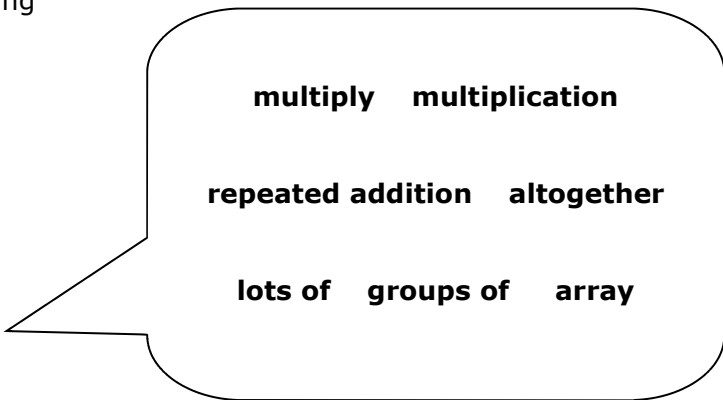 multiply multiplication
repeated addition altogether
lots of groups of array